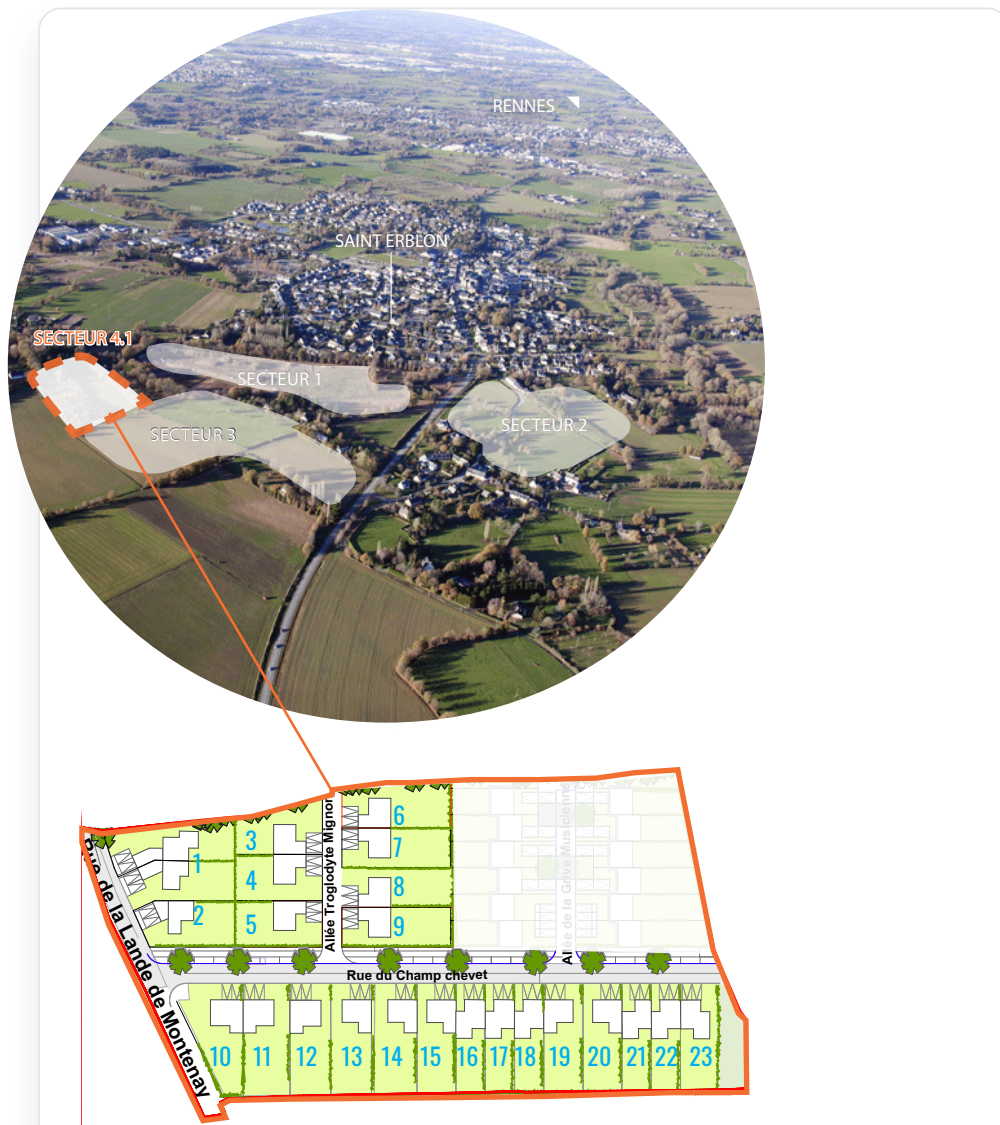 RENNES
SAINT ERBLON
SECTEUR 4.1
SECTEUR 1
SECTEUR 2
SECTEUR 3
Rue de la Lande de Montenay
Allée Troglodyte Mignon
Allée de la Grive Musicienne
Rue du Champ chevet
1
2
3
4
5
6
7
8
9
10 11 12 13 14 15 16 17 18 19 20 21 22 23